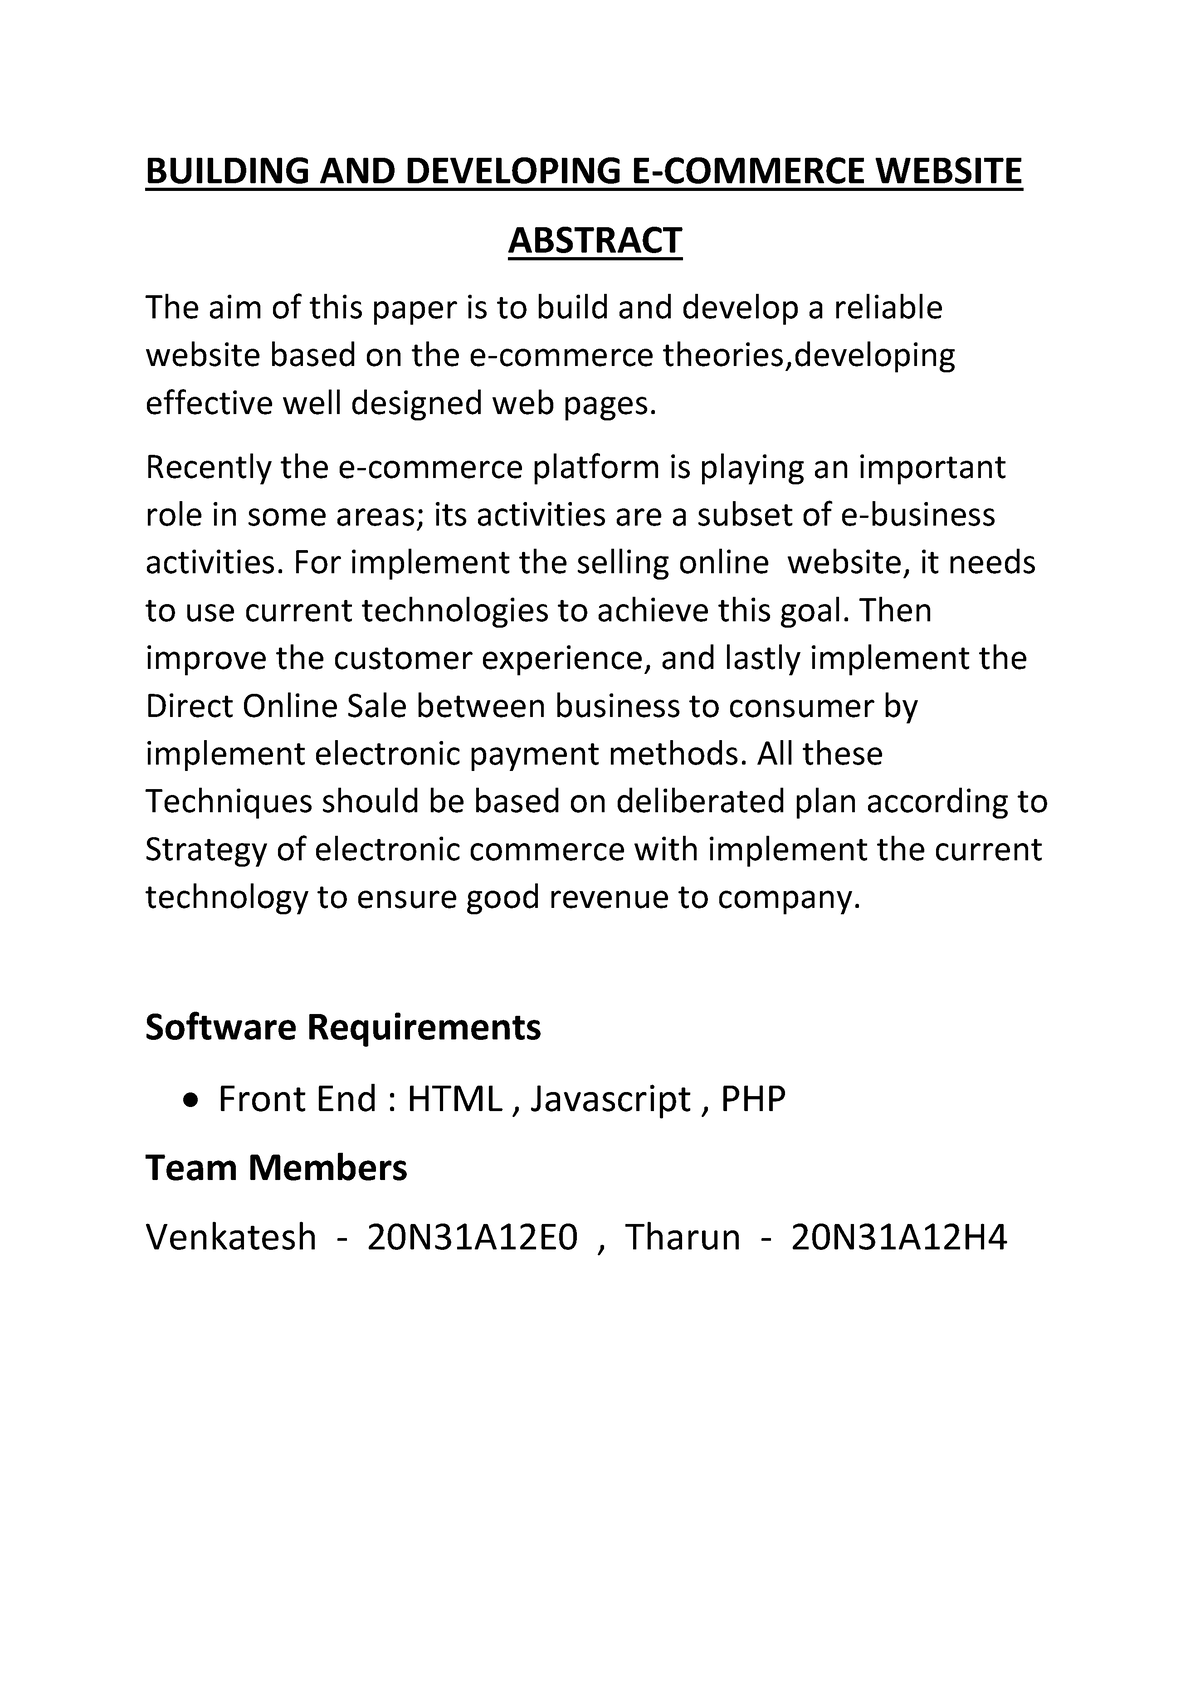 BUILDING AND DEVELOPING E-COMMERCE WEBSITE
ABSTRACT
The aim of this paper is to build and develop a reliable
website based on the e-commerce theories,developing
effective well designed web pages.
Recently the e-commerce platform is playing an important
role in some areas; its activities are a subset of e-business
activities. For implement the selling online  website, it needs
to use current technologies to achieve this goal. Then
improve the customer experience, and lastly implement the
Direct Online Sale between business to consumer by
implement electronic payment methods. All these
Techniques should be based on deliberated plan according to
Strategy of electronic commerce with implement the current
technology to ensure good revenue to company.
Software Requirements
• Front End : HTML , Javascript , PHP
Team Members
Venkatesh  -  20N31A12E0  ,  Tharun  -  20N31A12H4